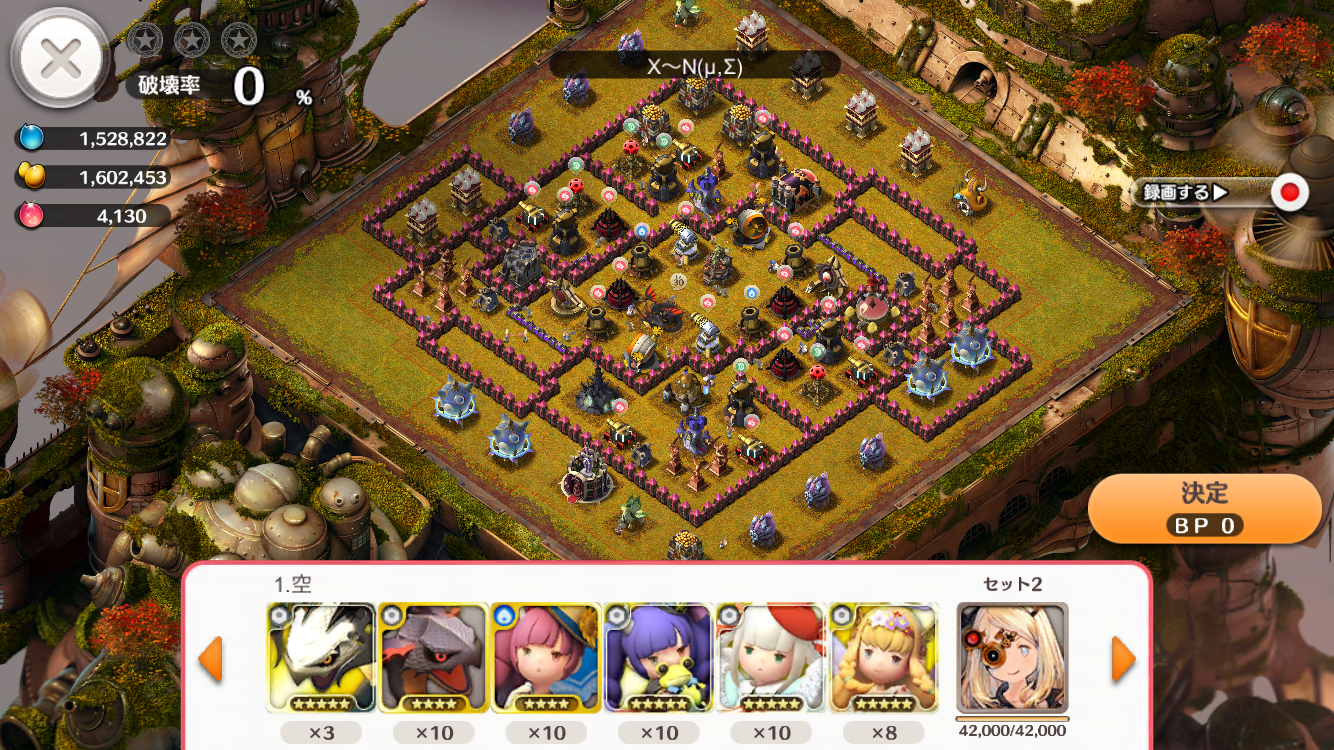 X～N(μ,Σ)
破壊率 0 %
1,528,822
1,602,453
4,130
録画する▶
決定
BP 0
1.空
セット2
×3
×10
×10
×10
×10
×8
42,000/42,000